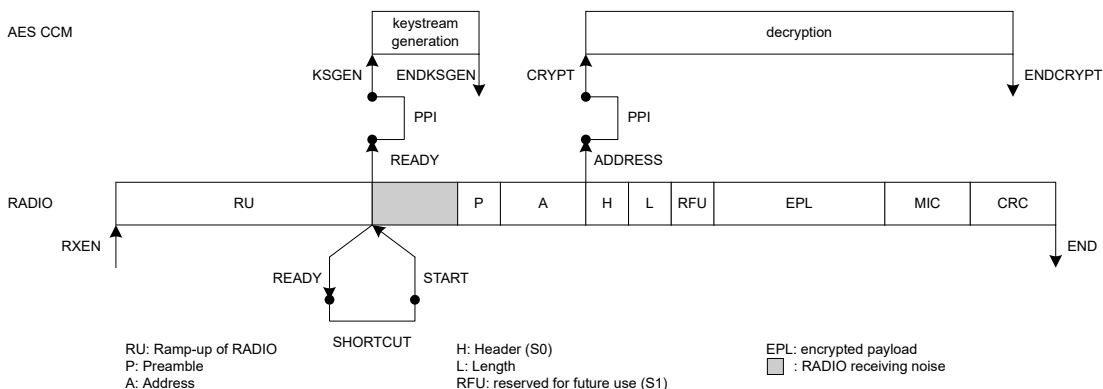 AES CCM
keystream
generation
decryption
KSGEN
ENDKSGEN
CRYPT
ENDCRYPT
PPI
PPI
READY
ADDRESS
RADIO
RU
P
A
H
L
RFU
EPL
MIC
CRC
RXEN
END
READY
START
SHORTCUT
RU: Ramp-up of RADIO
P: Preamble
A: Address
H: Header (S0)
L: Length
RFU: reserved for future use (S1)
EPL: encrypted payload
: RADIO receiving noise